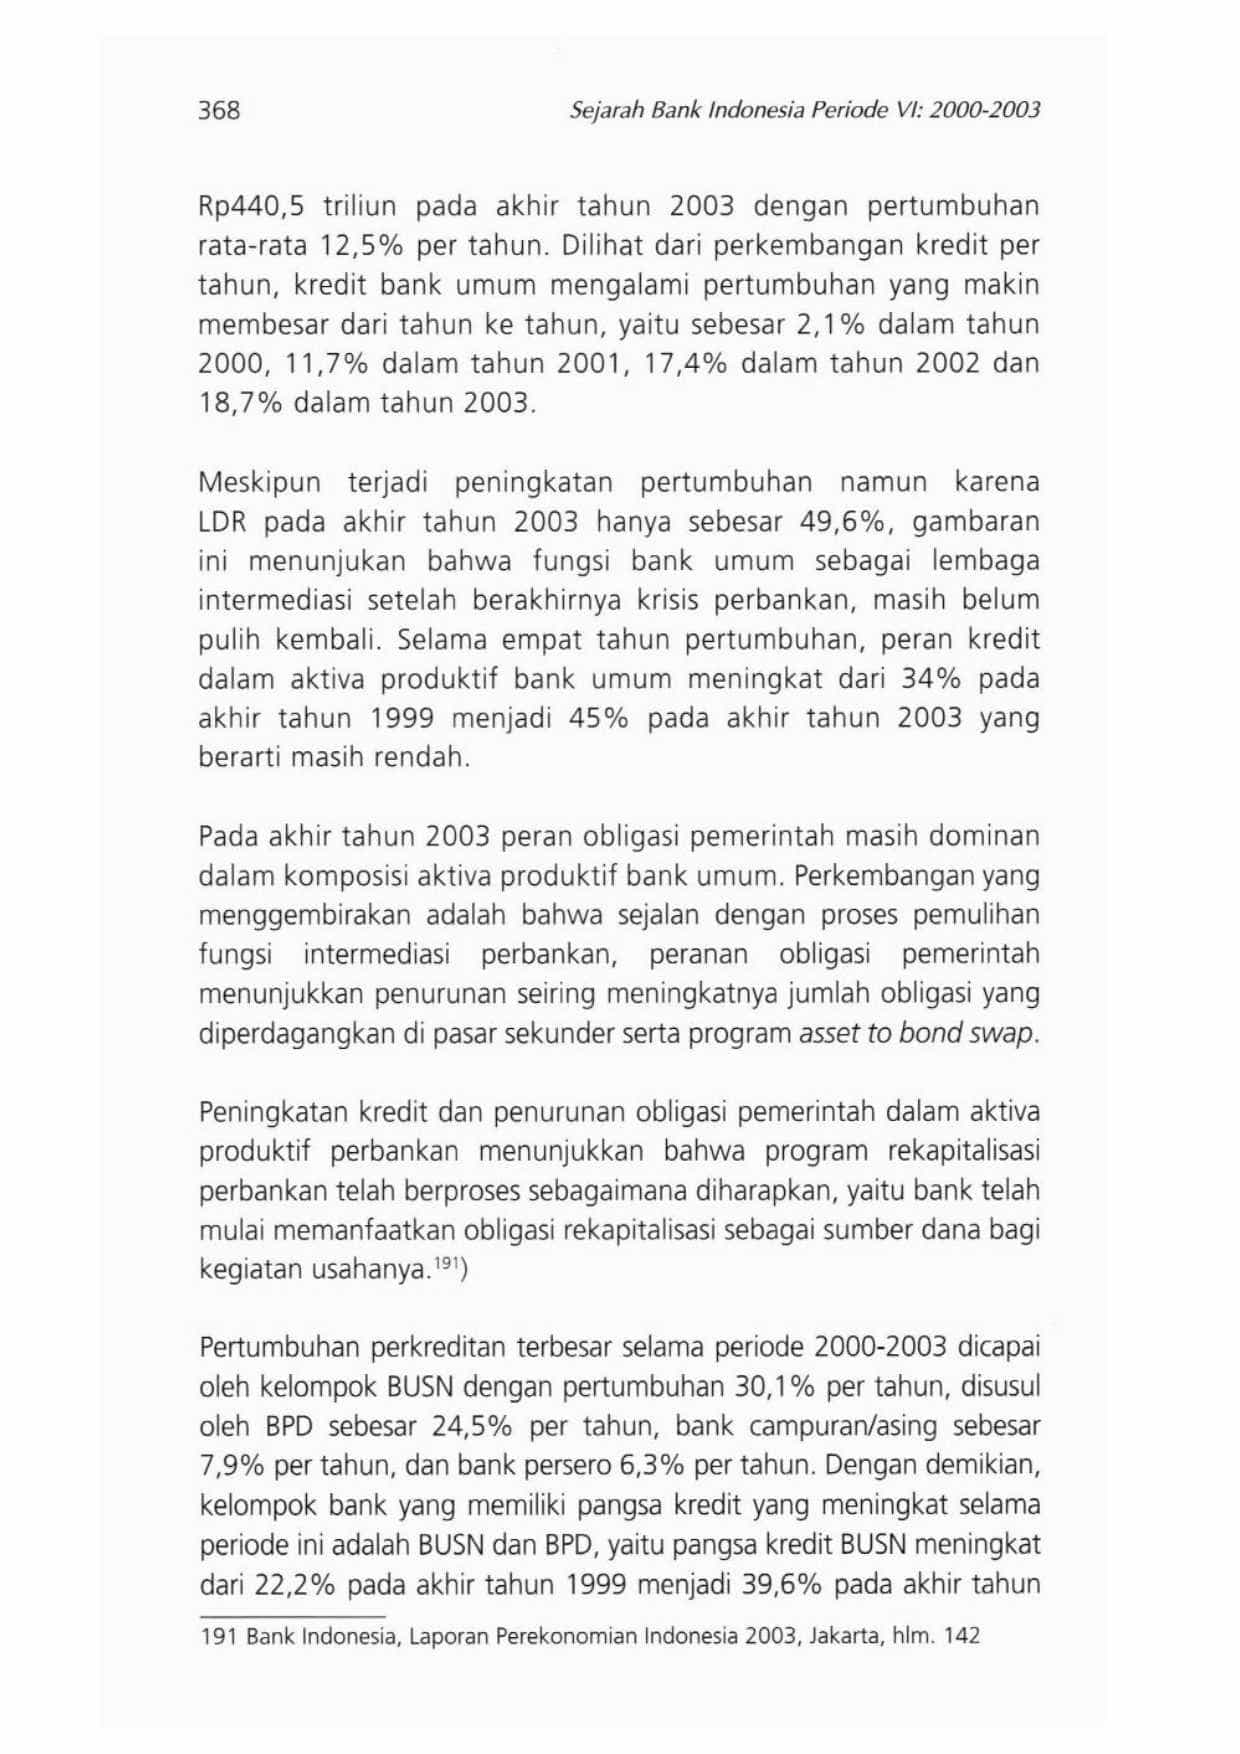 368
Sejarah Bank Indonesia Periode VI: 2000-2003
Rp440,5 triliun pada akhir tahun 2003 dengan pertumbuhan
rata-rata 12,5% per tahun. Dilihat dari perkembangan kredit per
tahun, kredit bank umum mengalami pertumbuhan yang makin
membesar dari tahun ke tahun, yaitu sebesar 2,1% dalam tahun
2000, 11,7% dalam tahun 2001, 17,4% dalam tahun 2002 dan
18,7% dalam tahun 2003.
Meskipun terjadi peningkatan pertumbuhan namun karena
LDR pada akhir tahun 2003 hanya sebesar 49,6%, gambaran
ini menunjukan bahwa fungsi bank umum sebagai lembaga
intermediasi setelah berakhirnya krisis perbankan, masih belum
pulih kembali. Selama empat tahun pertumbuhan, peran kredit
dalam aktiva produktif bank umum meningkat dari 34% pada
akhir tahun 1999 menjadi 45% pada akhir tahun 2003 yang
berarti masih rendah.
Pada akhir tahun 2003 peran obligasi pemerintah masih dominan
dalam komposisi aktiva produktif bank umum. Perkembangan yang
menggembirakan adalah bahwa sejalan dengan proses pemulihan
fungsi intermediasi perbankan, peranan obligasi pemerintah
menunjukkan penurunan seiring meningkatnya jumlah obligasi yang
diperdagangkan di pasar sekunder serta program asset to bond swap.
Peningkatan kredit dan penurunan obligasi pemerintah dalam aktiva
produktif perbankan menunjukkan bahwa program rekapitalisasi
perbankan telah berproses sebagaimana diharapkan, yaitu bank telah
mulai memanfaatkan obligasi rekapitalisasi sebagai sumber dana bagi
kegiatan usahanya.191)
Pertumbuhan perkreditan terbesar selama periode 2000-2003 dicapai
oleh kelompok BUSN dengan pertumbuhan 30,1% per tahun, disusul
oleh BPD sebesar 24,5% per tahun, bank campuran/asing sebesar
7,9% per tahun, dan bank persero 6,3% per tahun. Dengan demikian,
kelompok bank yang memiliki pangsa kredit yang meningkat selama
periode ini adalah BUSN dan BPD, yaitu pangsa kredit BUSN meningkat
dari 22,2% pada akhir tahun 1999 menjadi 39,6% pada akhir tahun
191 Bank Indonesia, Laporan Perekonomian Indonesia 2003, Jakarta, hlm. 142